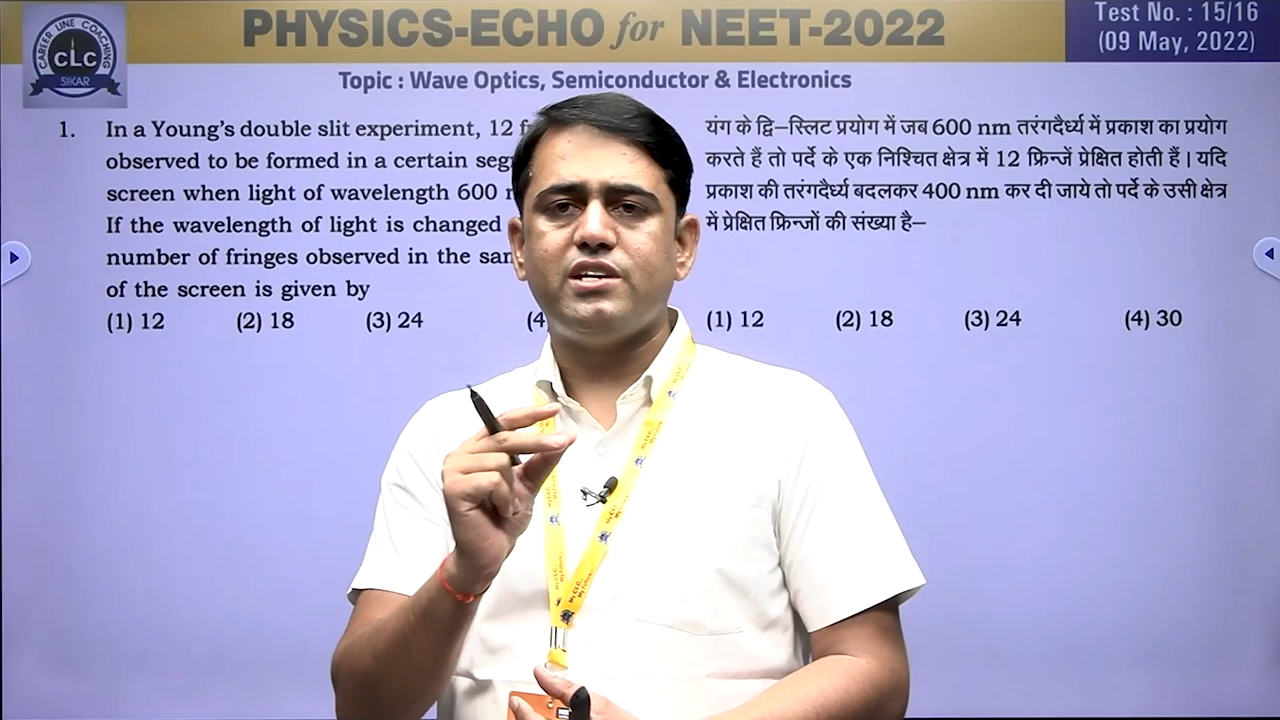 PHYSICS-ECHO for NEET-2022
Test No. : 15/16
(09 May, 2022)
CAREER LINE COACHING
CLC
SIKAR
Topic : Wave Optics, Semiconductor & Electronics
1. In a Young's double slit experiment, 12
observed to be formed in a certain
screen when light of wavelength 600
If the wavelength of light is changed
number of fringes observed in the
of the screen is given by
(1) 12 (2) 18 (3) 24 (4
यंग के द्वि–स्लिट प्रयोग में जब 600 nm तरंगदैर्ध्य में प्रकाश का प्रयोग
करते हैं तो पर्दे के एक निश्चित क्षेत्र में 12 फ्रिन्जें प्रेक्षित होती हैं। यदि
प्रकाश की तरंगदैर्ध्य बदलकर 400 nm कर दी जाये तो पर्दे के उसी क्षेत्र
में प्रेक्षित फ्रिन्जों की संख्या है–
(1) 12 (2) 18 (3) 24 (4) 30